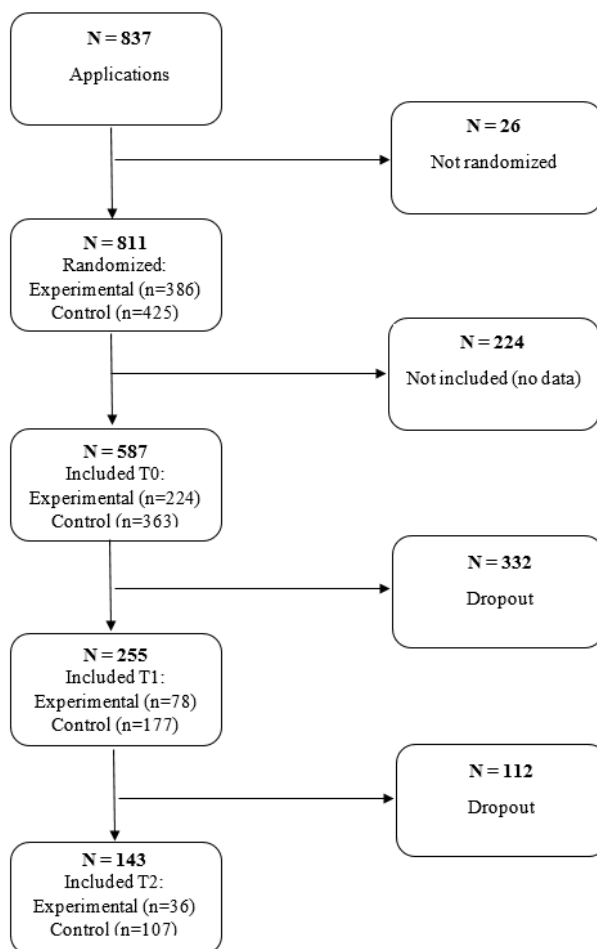 N = 837
Applications
N = 26
Not randomized
N = 811
Randomized:
Experimental (n=386)
Control (n=425)
N = 224
Not included (no data)
N = 587
Included T0:
Experimental (n=224)
Control (n=363)
N = 332
Dropout
N = 255
Included T1:
Experimental (n=78)
Control (n=177)
N = 112
Dropout
N = 143
Included T2:
Experimental (n=36)
Control (n=107)